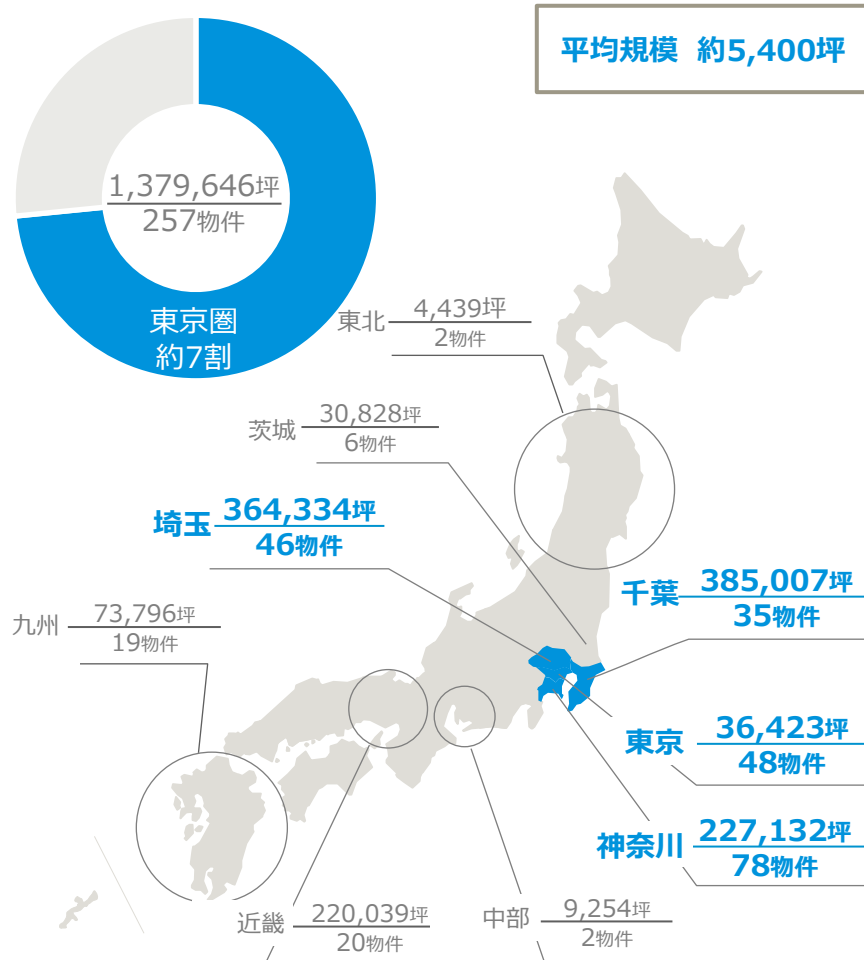 平均規模 約5,400坪
1,379,646坪
257物件
東京圏
約7割
東北 4,439坪
2物件
茨城 30,828坪
6物件
埼玉 364,334坪
46物件
千葉 385,007坪
35物件
九州 73,796坪
19物件
東京 36,423坪
48物件
神奈川 227,132坪
78物件
近畿 220,039坪
20物件
中部 9,254坪
2物件